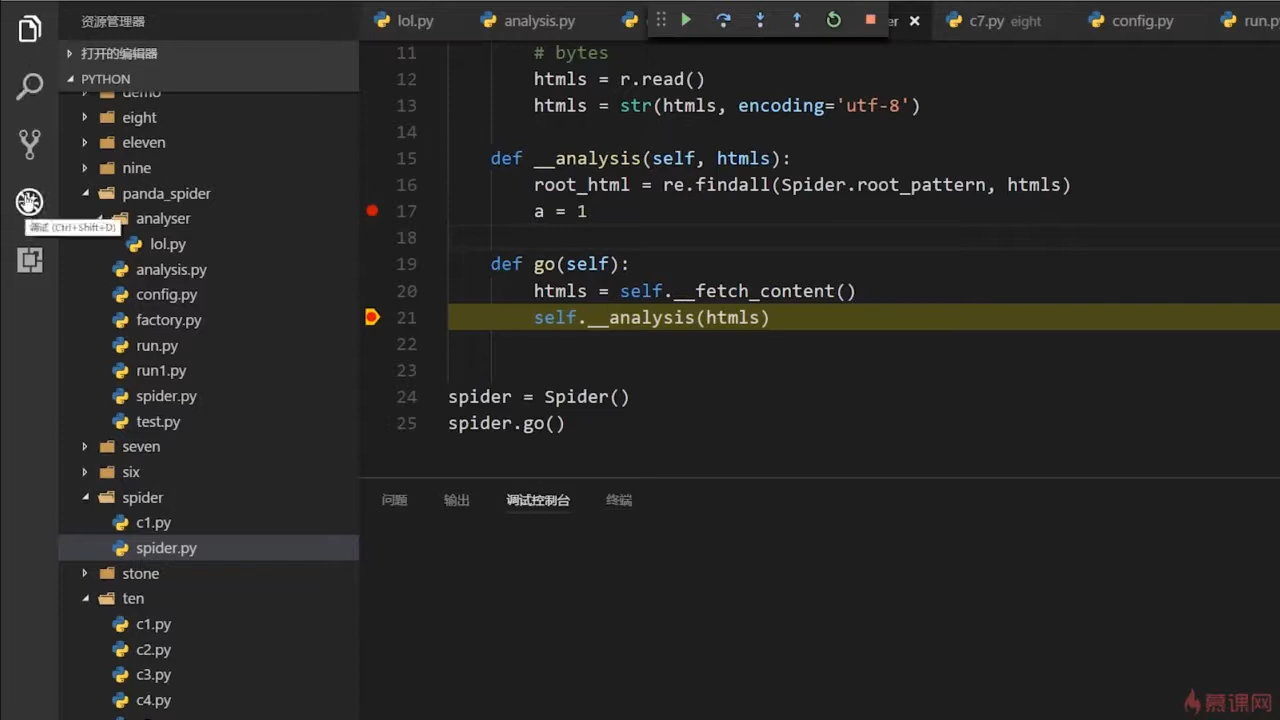 资源管理器
打开的编辑器
PYTHON
demo
eight
eleven
nine
panda_spider
analyser
调试 (Ctrl+Shift+D)
lol.py
analysis.py
config.py
factory.py
run.py
run1.py
spider.py
test.py
seven
six
spider
c1.py
spider.py
stone
ten
c1.py
c2.py
c3.py
c4.py
lol.py
analysis.py
c7.py eight
config.py
run.py
11 # bytes
12 htmls = r.read()
13 htmls = str(htmls, encoding='utf-8')
14
15 def __analysis(self, htmls):
16 root_html = re.findall(Spider.root_pattern, htmls)
17 a = 1
18
19 def go(self):
20 htmls = self.__fetch_content()
21 self.__analysis(htmls)
22
23
24 spider = Spider()
25 spider.go()
问题 输出 调试控制台 终端
慕课网